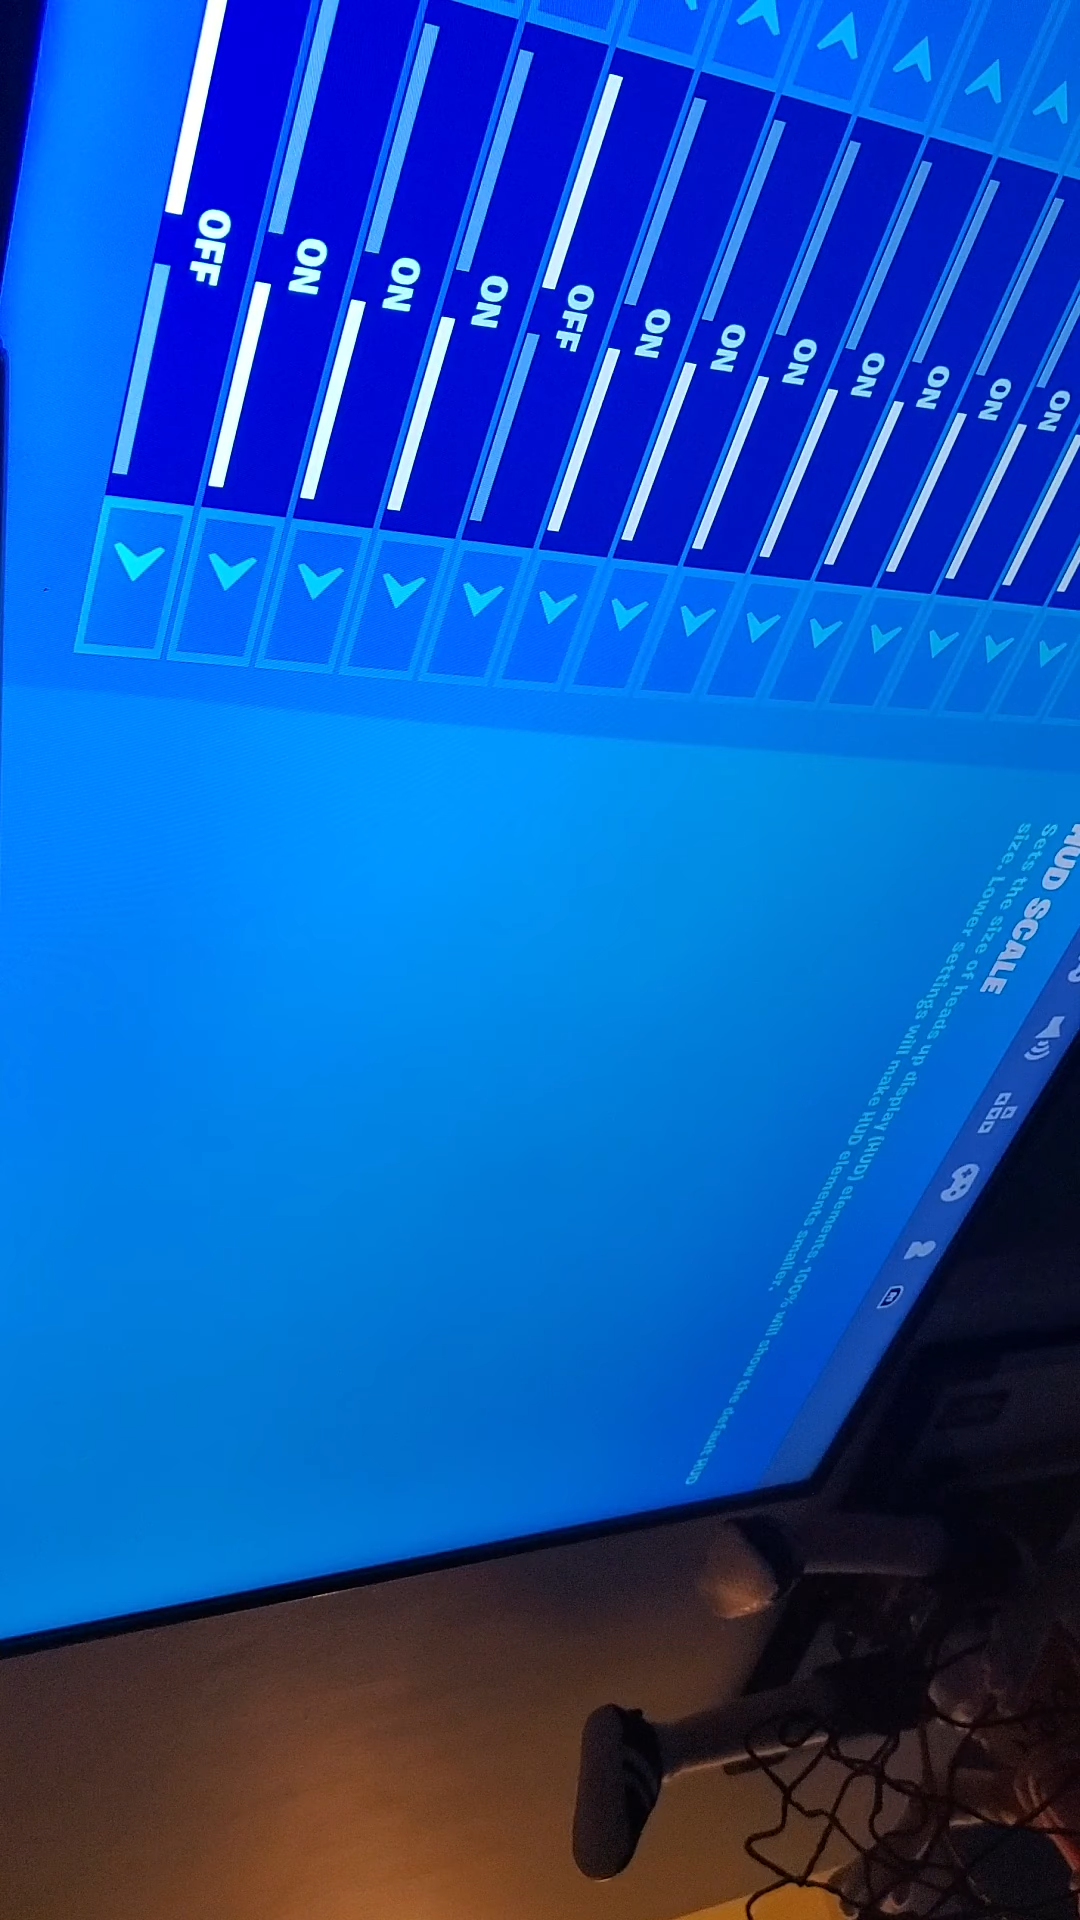 ON
ON
ON
ON
ON
ON
ON
OFF
ON
ON
ON
OFF
HUD SCALE
Sets the size of heads up display (HUD) elements. 100% will show the default HUD
size. Lower settings will make HUD elements smaller.